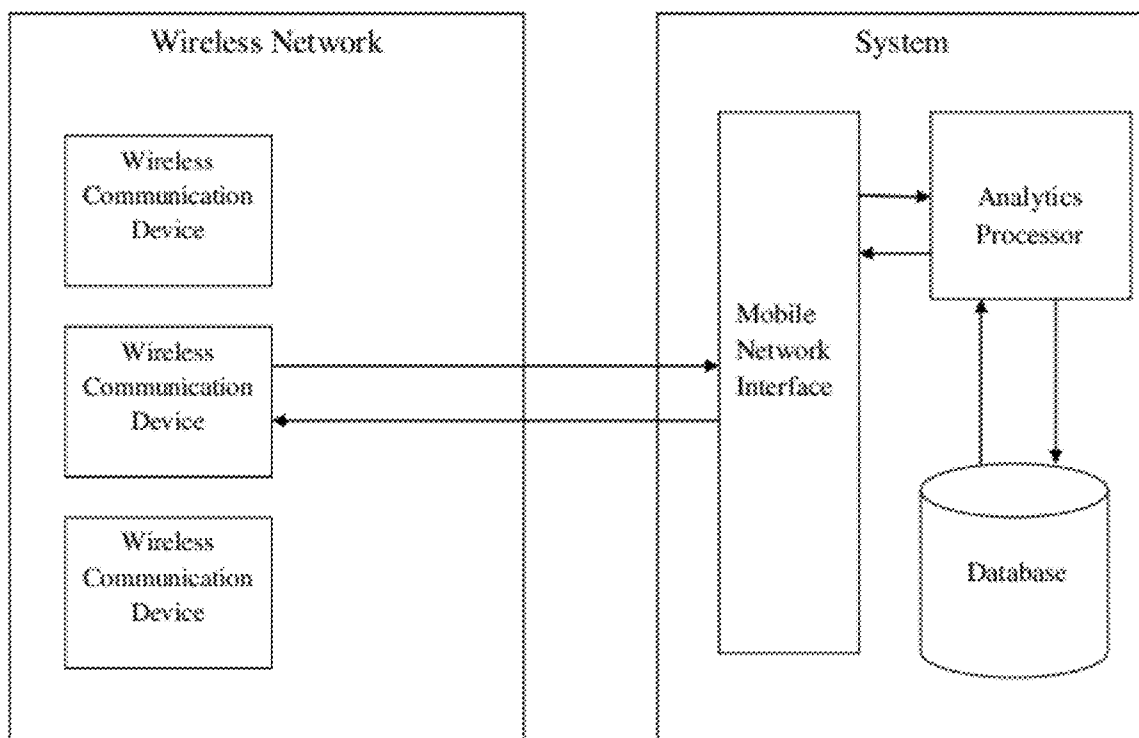 Wireless Network
Wireless
Communication
Device
Wireless
Communication
Device
Wireless
Communication
Device
System
Mobile
Network
Interface
Analytics
Processor
Database